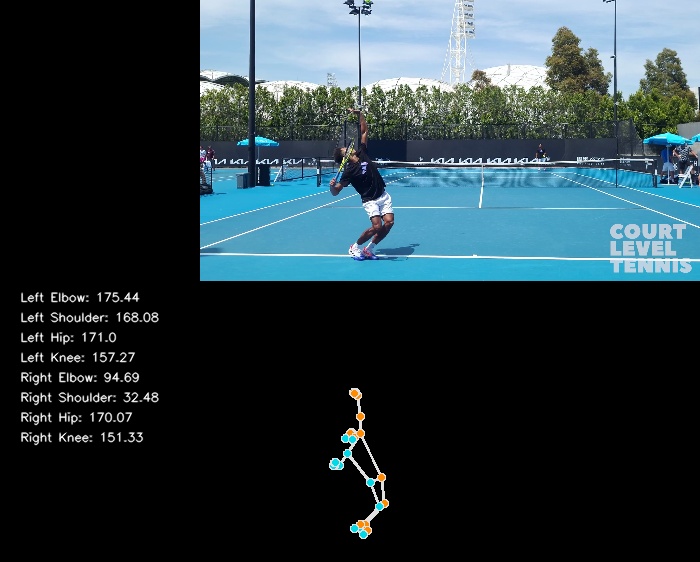 COURT
LEVEL
TENNIS
Left Elbow: 175.44
Left Shoulder: 168.08
Left Hip: 171.0
Left Knee: 157.27
Right Elbow: 94.69
Right Shoulder: 32.48
Right Hip: 170.07
Right Knee: 151.33